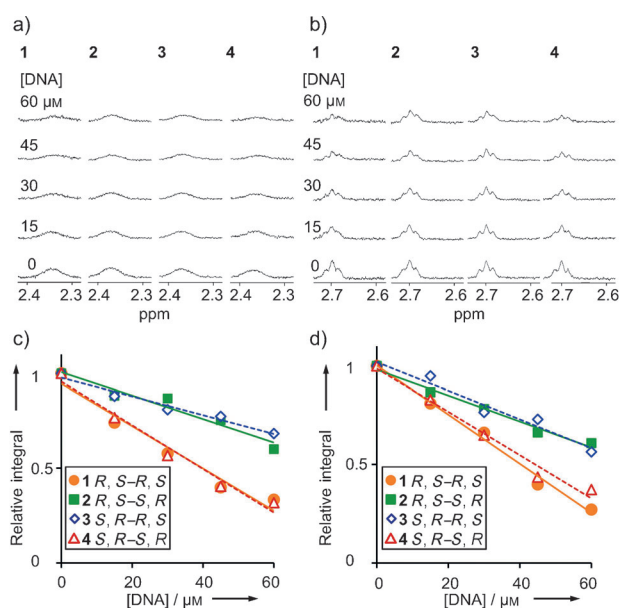 a)
1 2 3 4
[DNA]
60 μM
45
30
15
0
2.4 2.3 2.4 2.3 2.4 2.3 2.4 2.3
ppm
b)
1 2 3 4
[DNA]
60 μM
45
30
15
0
2.7 2.6 2.7 2.6 2.7 2.6 2.7 2.6
ppm
c)
Relative integral
1
0.5
0
1 R, S–R, S
2 R, S–S, R
3 S, R–R, S
4 S, R–S, R
0 20 40 60
[DNA] / μM
d)
Relative integral
1
0.5
0
1 R, S–R, S
2 R, S–S, R
3 S, R–R, S
4 R, R–S, R
0 20 40 60
[DNA] / μM